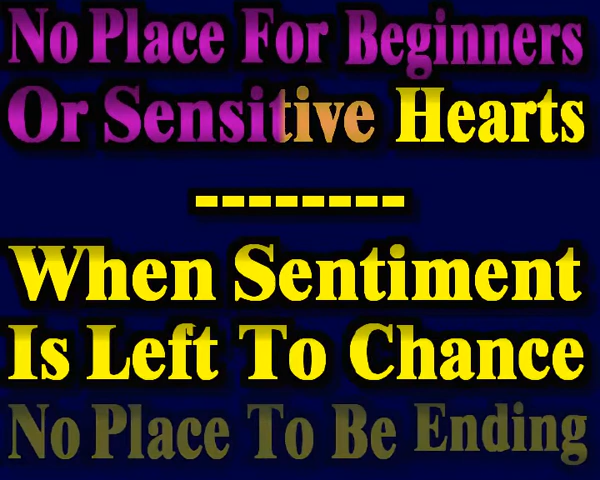 No Place For Beginners
Or Sensitive Hearts
--------
When Sentiment
Is Left To Chance
No Place To Be Ending